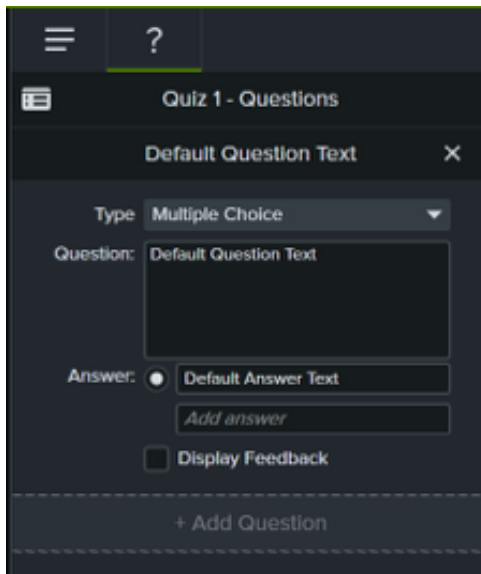 ?
Quiz 1 - Questions
Default Question Text
Type Multiple Choice
Question: Default Question Text
Answer: Default Answer Text
Add answer
Display Feedback
+ Add Question